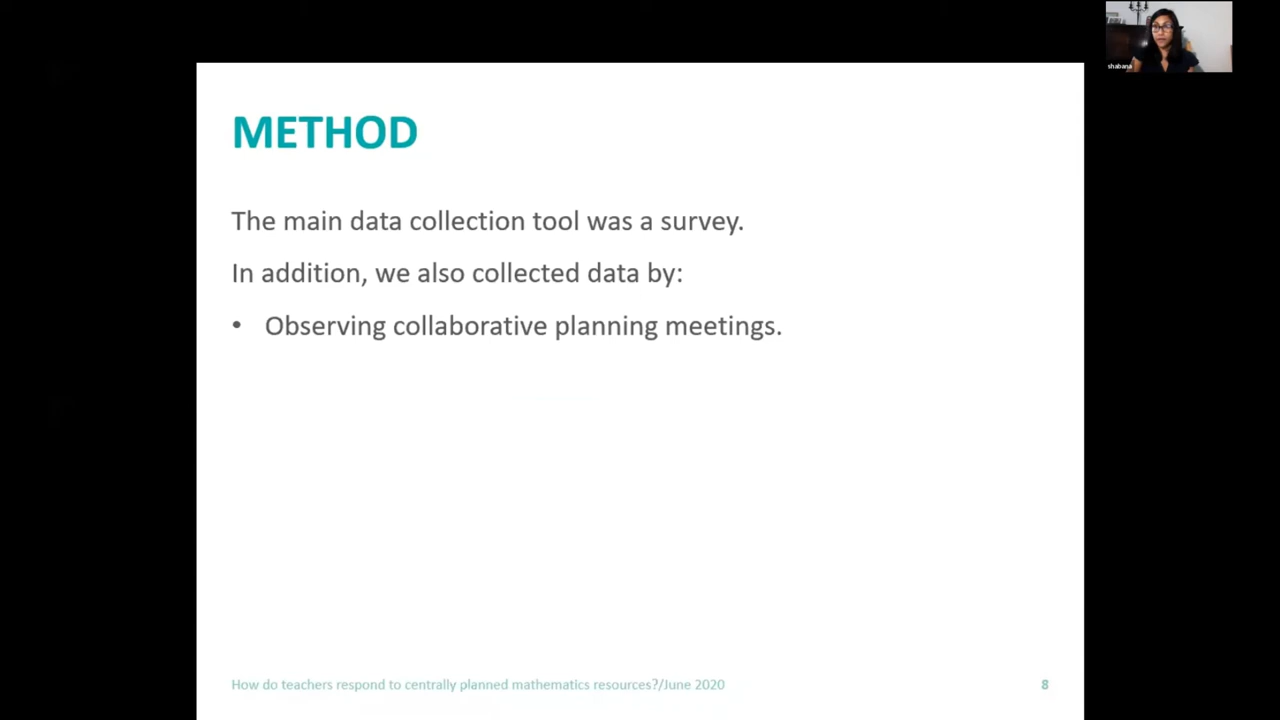 shabana
METHOD
The main data collection tool was a survey.
In addition, we also collected data by:
• Observing collaborative planning meetings.
How do teachers respond to centrally planned mathematics resources?/June 2020
8